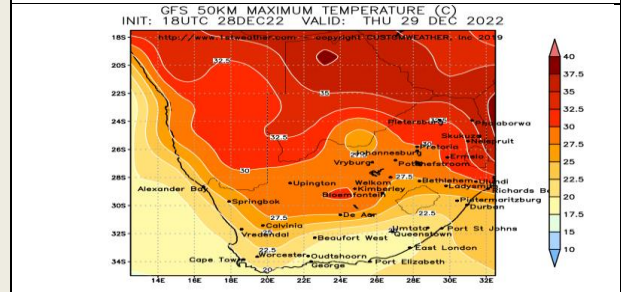 GFS 50KM MAXIMUM TEMPERATURE (C)
INIT: 18UTC 28DEC22 VALID: THU 29 DEC 2022
http://www.1stweather.com copyright CUSTOMWEATHER, Inc 2019
18S
20S
22S
24S
26S
28S
30S
32S
34S
14E 16E 18E 20E 22E 24E 26E 28E 30E 32E
40
37.5
35
32.5
30
27.5
25
22.5
20
17.5
15
10
32.5
35
32.5
30
27.5
27.5
22.5
22.5
20
30
Pietersburg
Phalaborwa
Skukuza
Nelspruit
Pretoria
Johannesburg
Ermelo
Vryburg
Potchefstroom
Welkom
Bethlehem
Ulundi
Upington
Kimberley
Ladysmith
Alexander Bay
Richards Ba
Bloemfontein
Springbok
Pietermaritzburg
Durban
De Aar
Calvinia
Umtata
Port St Johns
Vredendal
Beaufort West
Queenstown
East London
Cape Town
Worcester
Oudtshoorn
George
Port Elizabeth